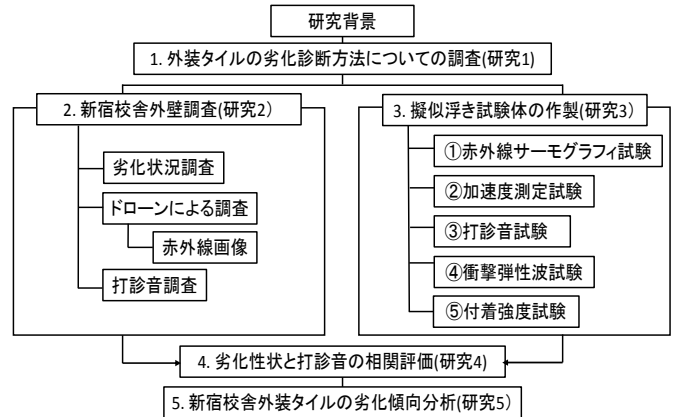 研究背景
1. 外装タイルの劣化診断方法についての調査(研究1)
2. 新宿校舎外壁調査(研究2)
劣化状況調査
ドローンによる調査
赤外線画像
打診音調査
3. 擬似浮き試験体の作製(研究3)
①赤外線サーモグラフィ試験
②加速度測定試験
③打診音試験
④衝撃弾性波試験
⑤付着強度試験
4. 劣化性状と打診音の相関評価(研究4)
5. 新宿校舎外装タイルの劣化傾向分析(研究5)